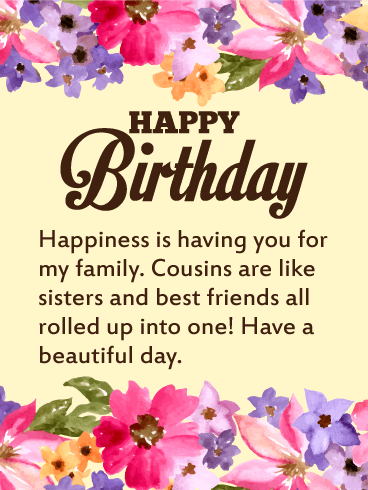 HAPPY
Birthday
Happiness is having you for
my family. Cousins are like
sisters and best friends all
rolled up into one! Have a
beautiful day.